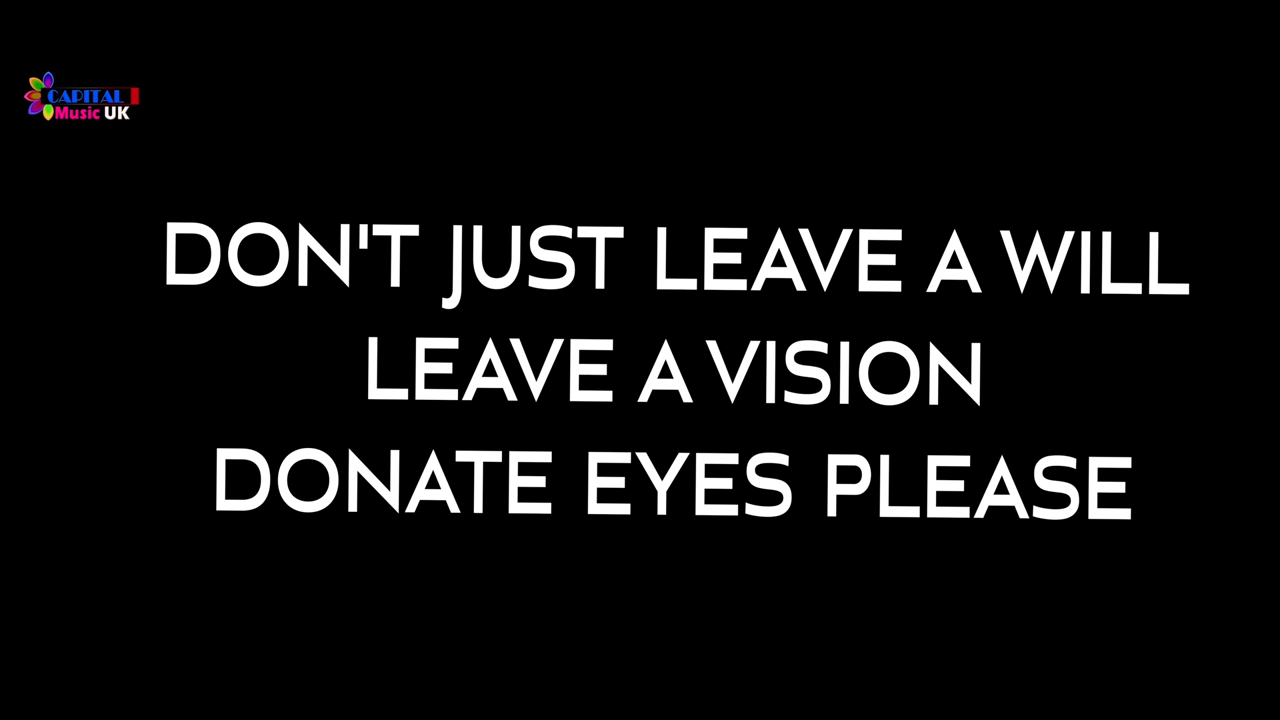 CAPITAL
Music UK
DON'T JUST LEAVE A WILL
LEAVE A VISION
DONATE EYES PLEASE